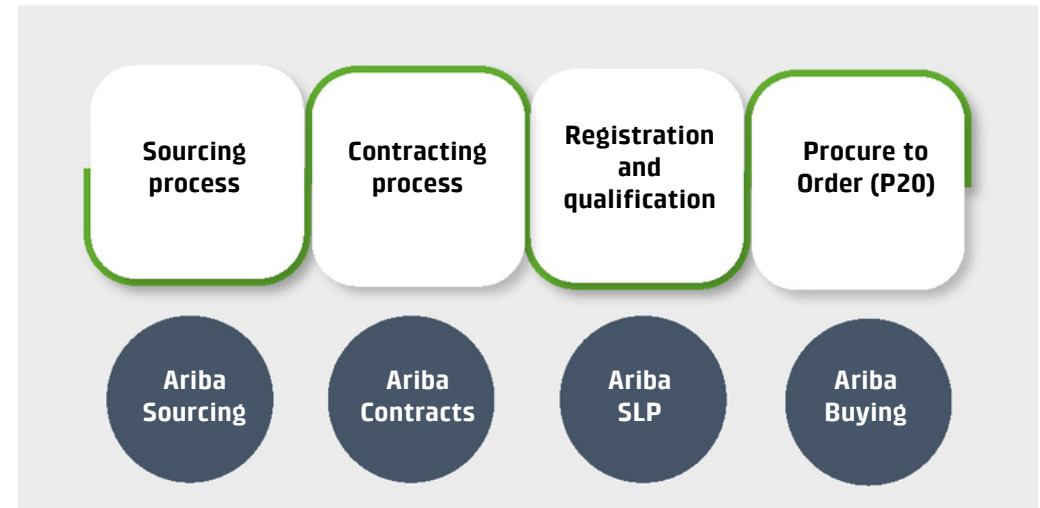 Sourcing
process
Contracting
process
Registration
and
qualification
Procure to
Order (P20)
Ariba
Sourcing
Ariba
Contracts
Ariba
SLP
Ariba
Buying